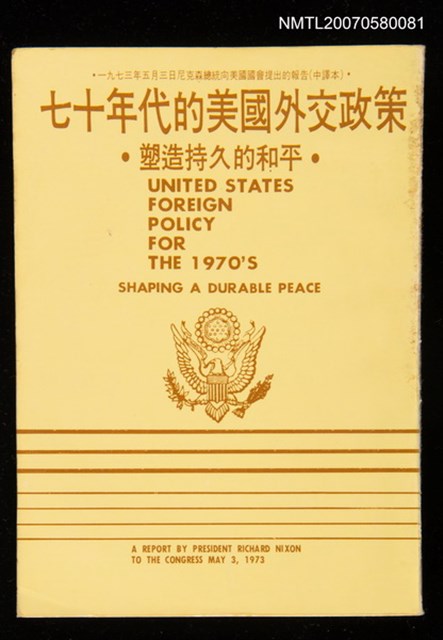 NMTL20070580081
•一九七三年五月三日尼克森總統向美國國會提出的報告(中譯本)•
七十年代的美國外交政策
•塑造持久的和平•
UNITED STATES
FOREIGN
POLICY
FOR
THE 1970'S
SHAPING A DURABLE PEACE
A REPORT BY PRESIDENT RICHARD NIXON
TO THE CONGRESS MAY 3, 1973